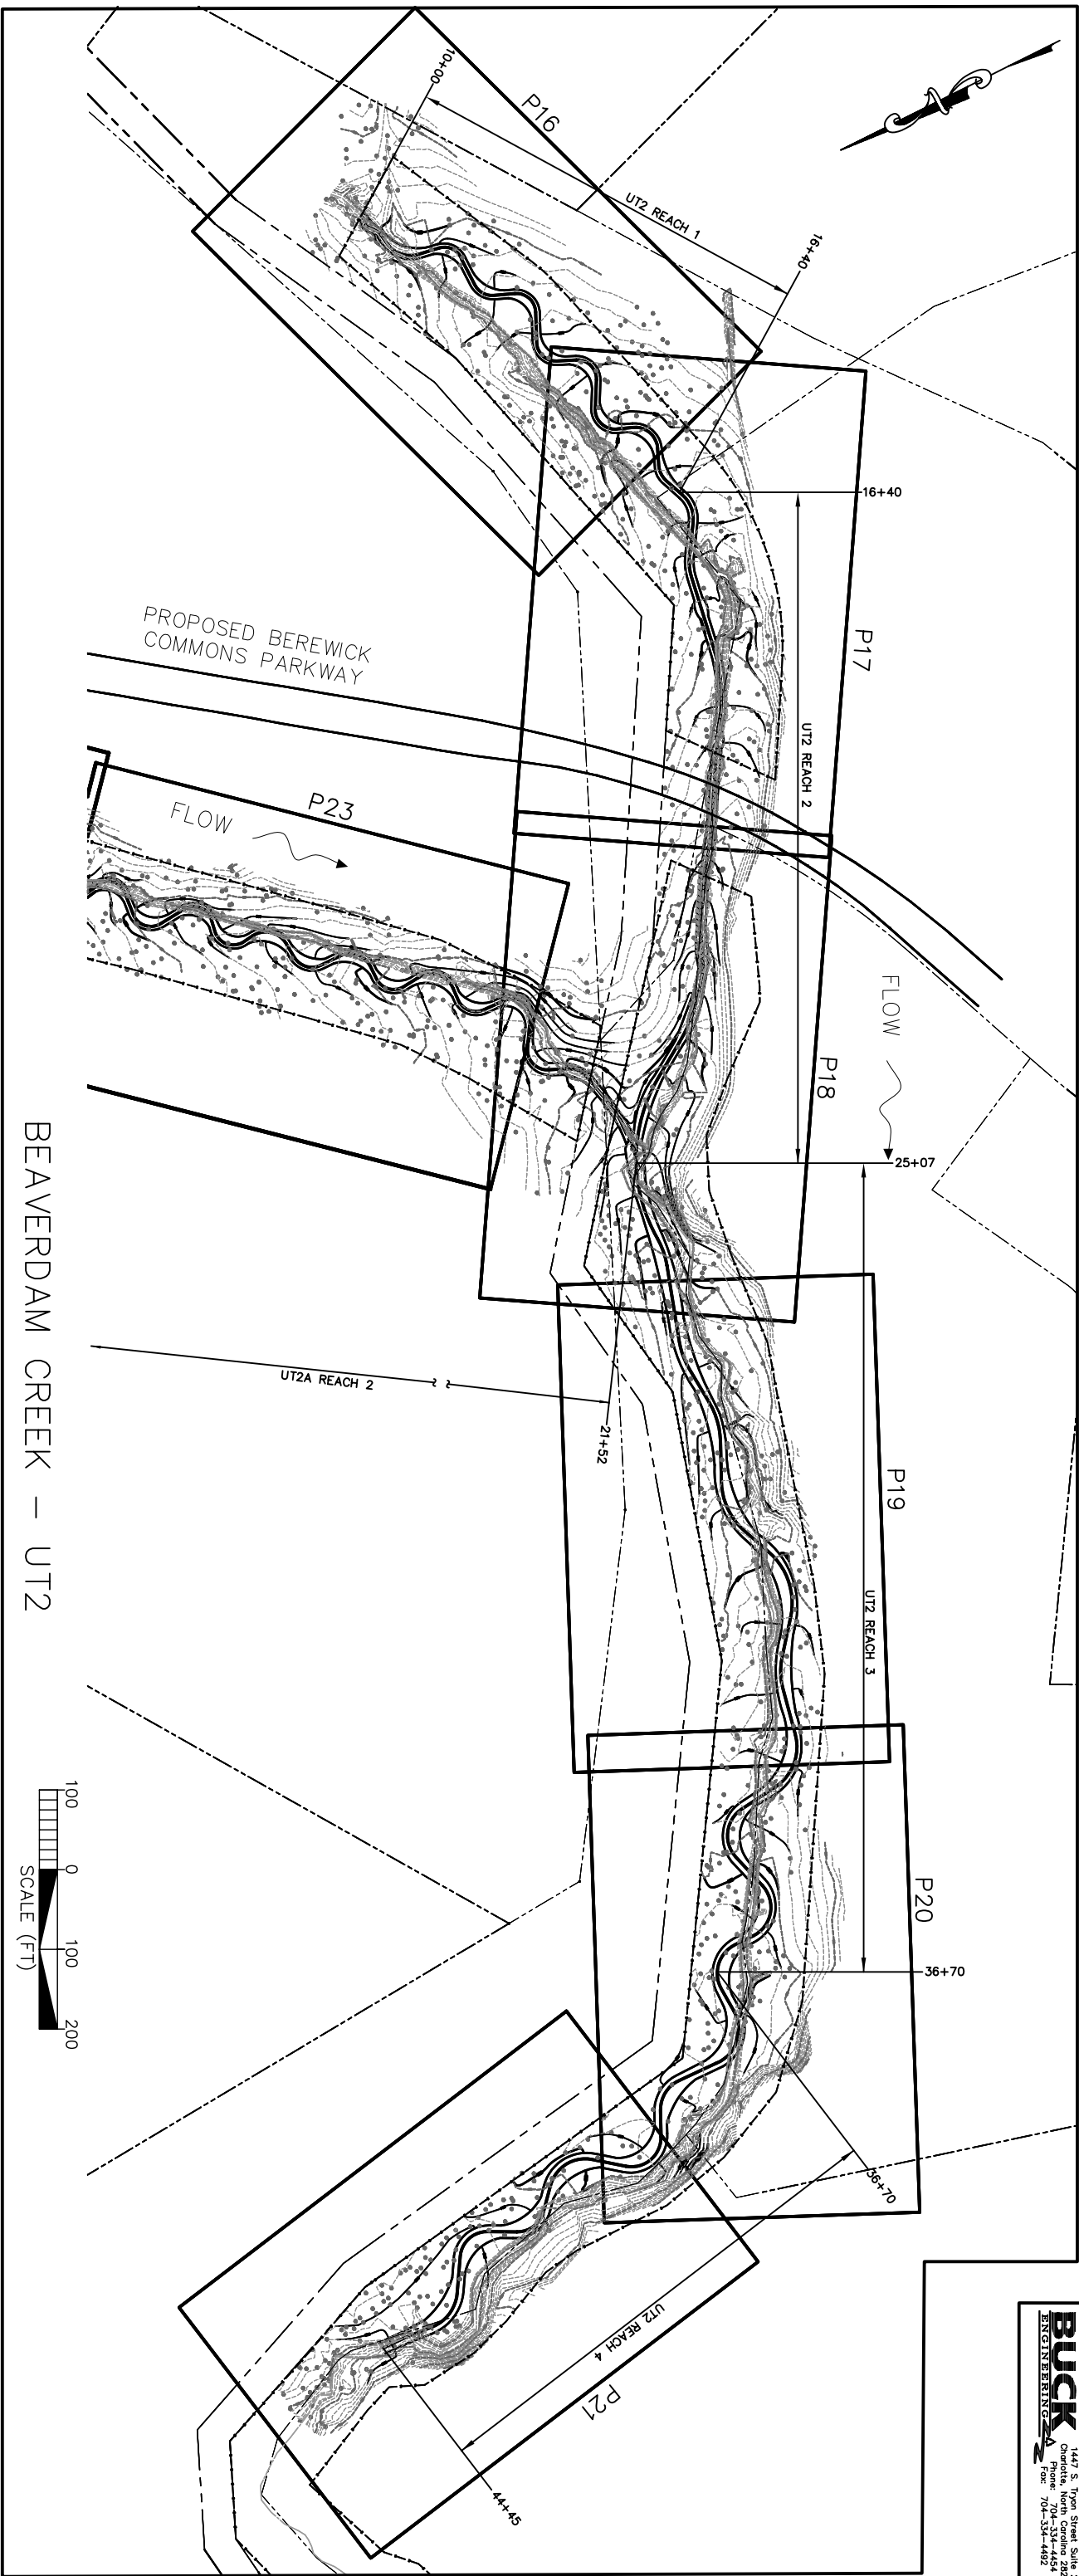 10+00
P16
UT2 REACH 1
16+40
16+40
P17
UT2 REACH 2
PROPOSED BEREWICK
COMMONS PARKWAY
P23
FLOW
FLOW
P18
25+07
UT2A REACH 2
21+52
P19
UT2 REACH 3
P20
36+70
36+70
UT2 REACH 4
P21
44+45
BEAVERDAM CREEK – UT2
100 0 100 200
SCALE (FT)
BUCK
ENGINEERING
1447 S. Tryon Street Suite
Charlotte, North Carolina 282
Phone: 704-334-4454
Fax: 704-334-4492